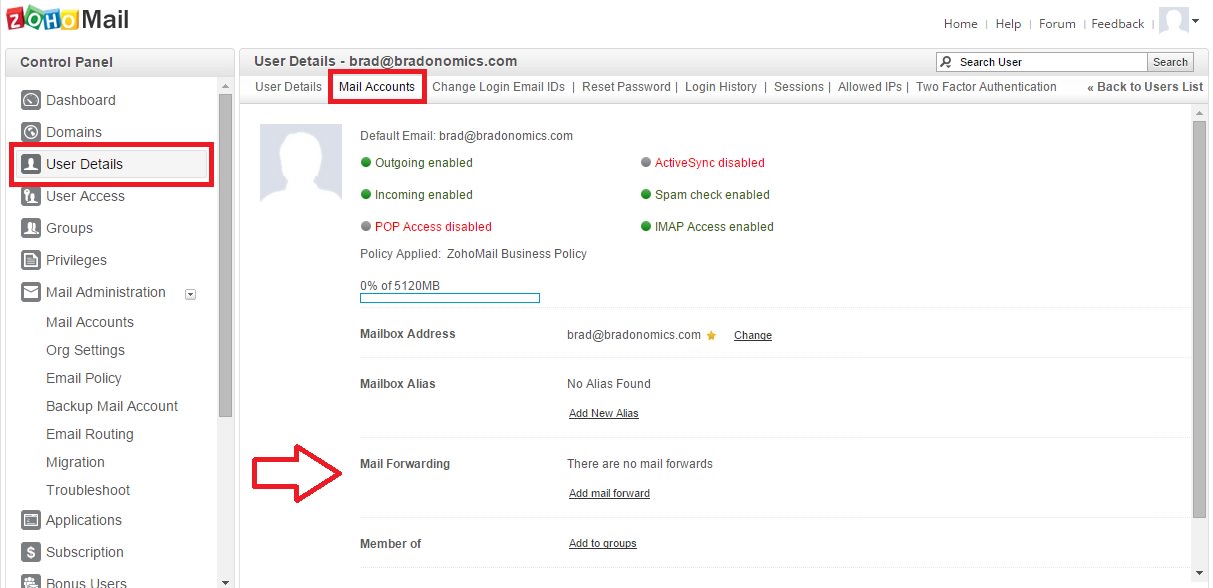 ZOHO Mail
Home | Help | Forum | Feedback |
Control Panel
Dashboard
Domains
User Details
User Access
Groups
Privileges
Mail Administration
Mail Accounts
Org Settings
Email Policy
Backup Mail Account
Email Routing
Migration
Troubleshoot
Applications
$ Subscription
Bonus Users
User Details - brad@bradonomics.com
Search User Search
User Details Mail Accounts Change Login Email IDs | Reset Password | Login History | Sessions | Allowed IPs | Two Factor Authentication « Back to Users List
Default Email: brad@bradonomics.com
Outgoing enabled ActiveSync disabled
Incoming enabled Spam check enabled
POP Access disabled IMAP Access enabled
Policy Applied: ZohoMail Business Policy
0% of 5120MB
Mailbox Address brad@bradonomics.com Change
Mailbox Alias No Alias Found
Add New Alias
Mail Forwarding There are no mail forwards
Add mail forward
Member of Add to groups